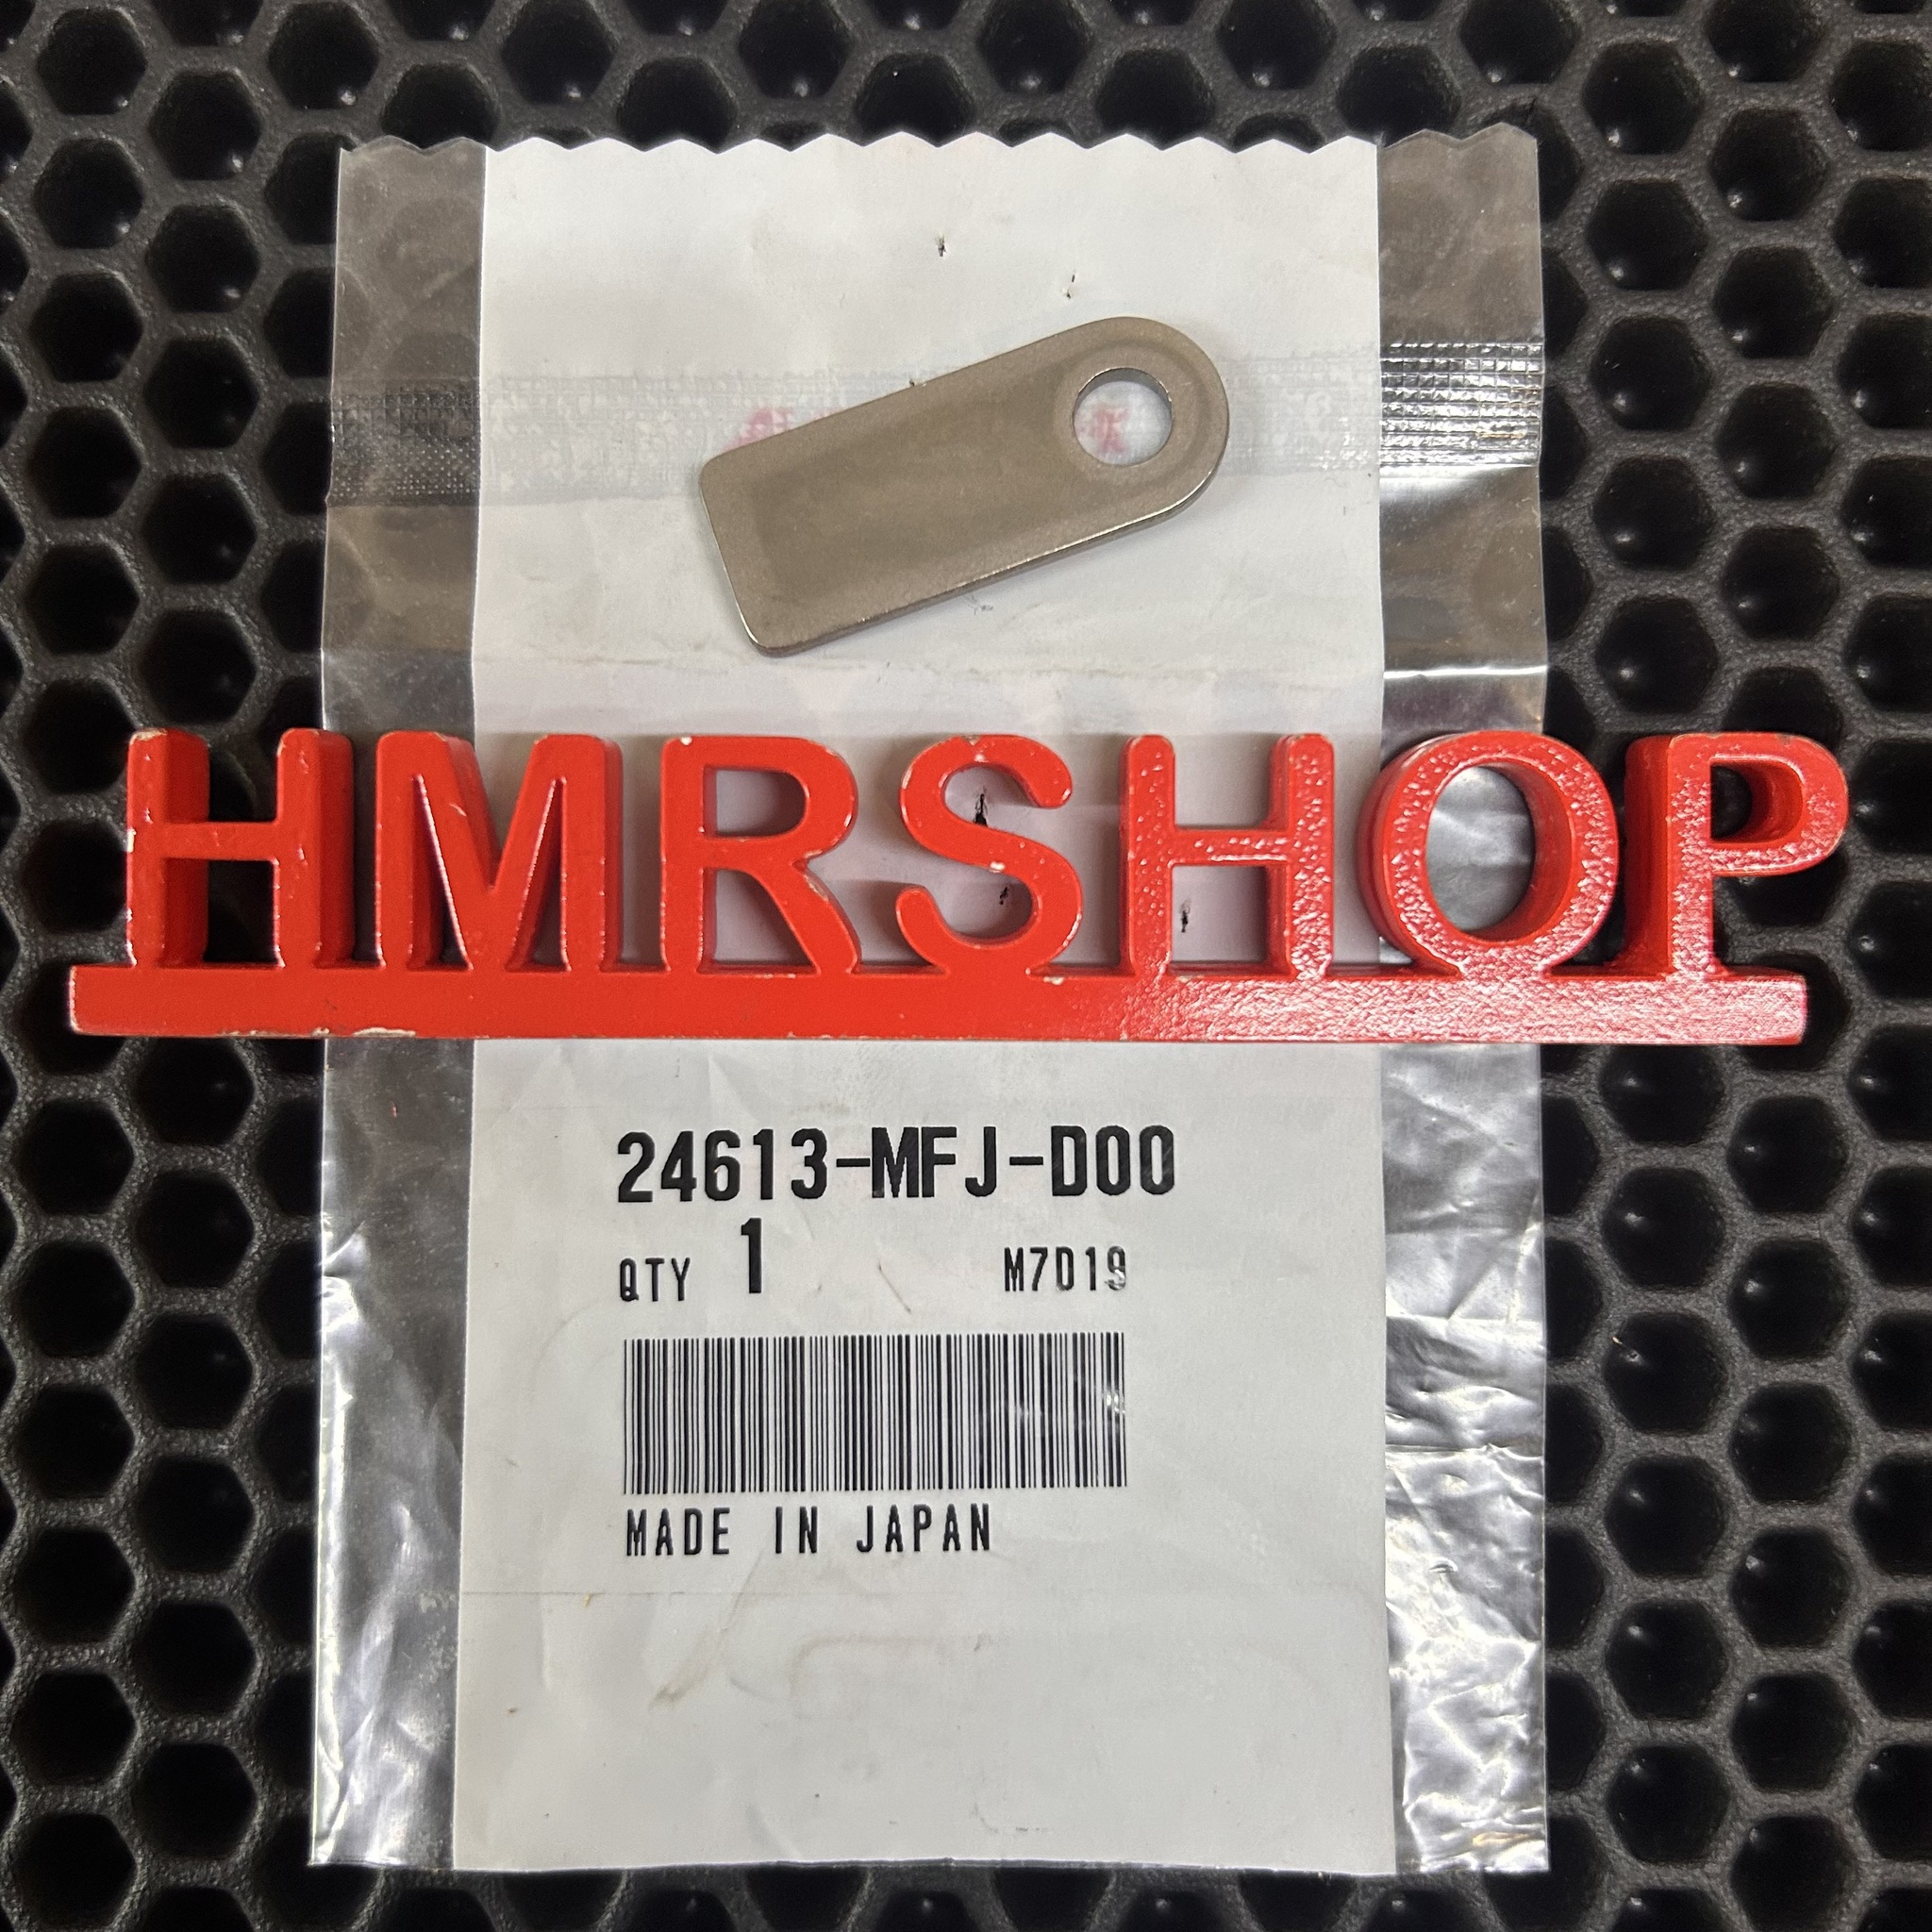 HMRSHOP
24613-MFJ-D00
QTY 1 M7D19
MADE IN JAPAN